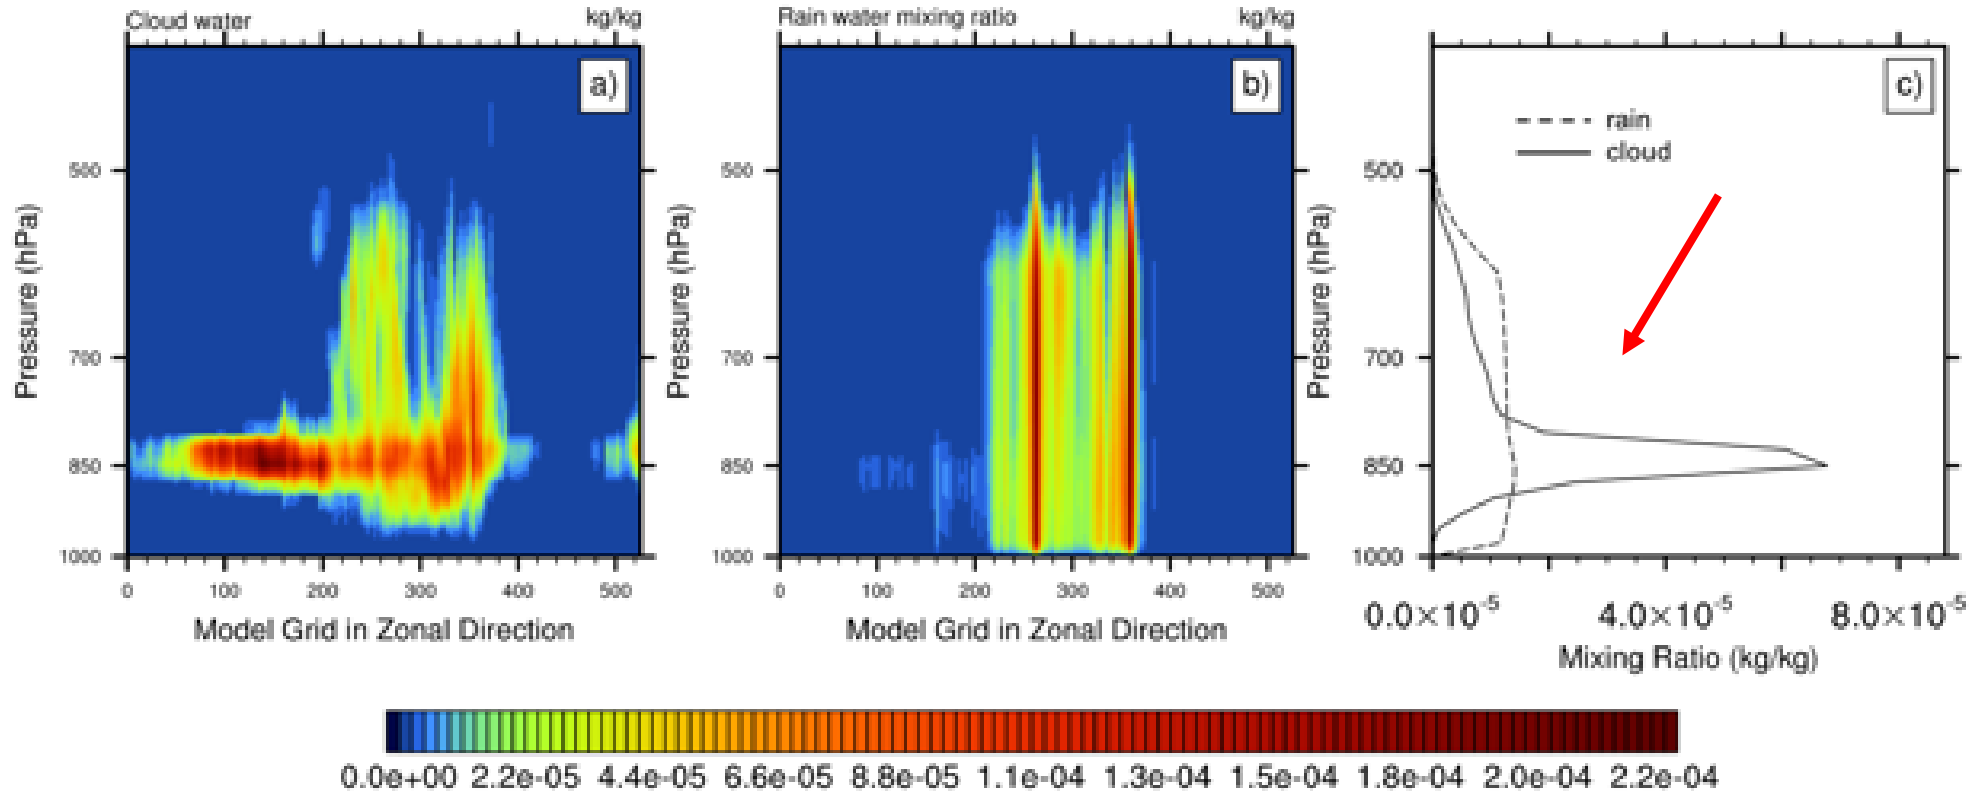 Cloud water kg/kg
a)
500
700
850
1000
Pressure (hPa)
0 100 200 300 400 500
Model Grid in Zonal Direction
Rain water mixing ratio kg/kg
b)
500
700
850
1000
Pressure (hPa)
0 100 200 300 400 500
Model Grid in Zonal Direction
c)
rain
cloud
500
700
850
1000
Pressure (hPa)
0.0×10⁻⁵ 4.0×10⁻⁵ 8.0×10⁻⁵
Mixing Ratio (kg/kg)
0.0e+00 2.2e-05 4.4e-05 6.6e-05 8.8e-05 1.1e-04 1.3e-04 1.5e-04 1.8e-04 2.0e-04 2.2e-04